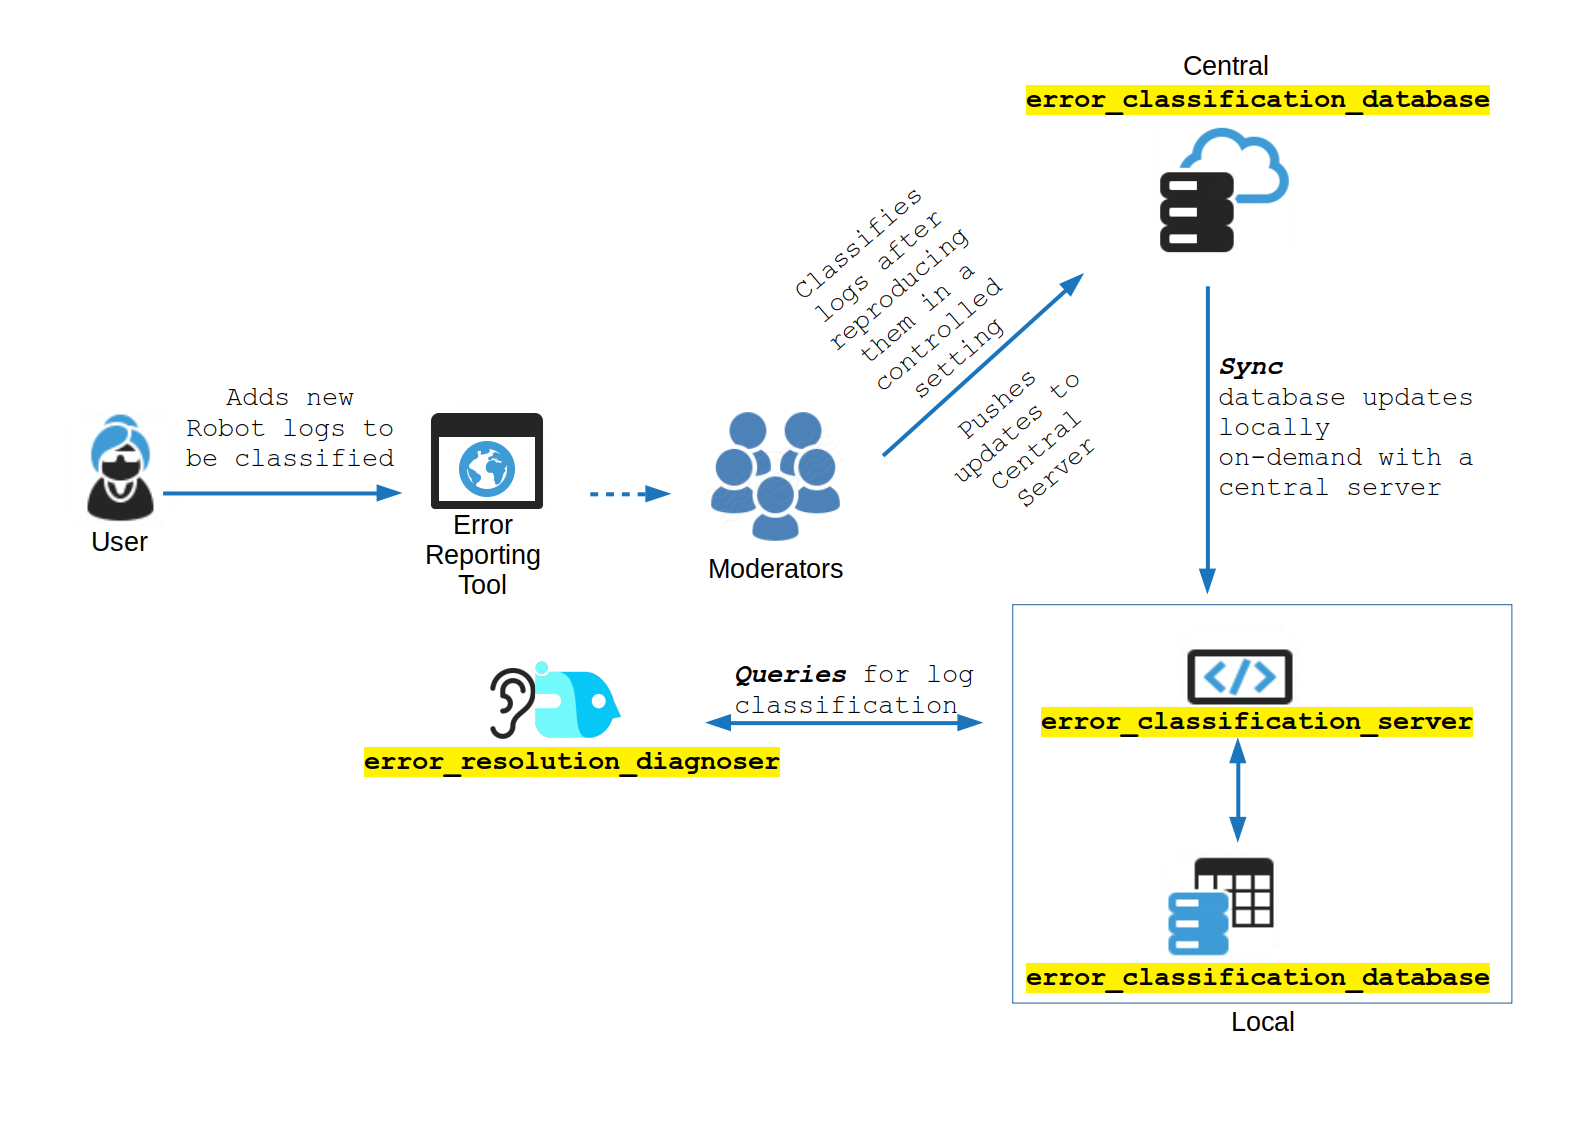 Central
error_classification_database
Classifies
logs after
reproducing
them in a
controlled
setting
Pushes
updates to
Central
Server
Sync
database updates
locally
on-demand with a
central server
Adds new
Robot logs to
be classified
User
Error
Reporting
Tool
Moderators
Queries for log
classification
error_resolution_diagnoser
error_classification_server
error_classification_database
Local